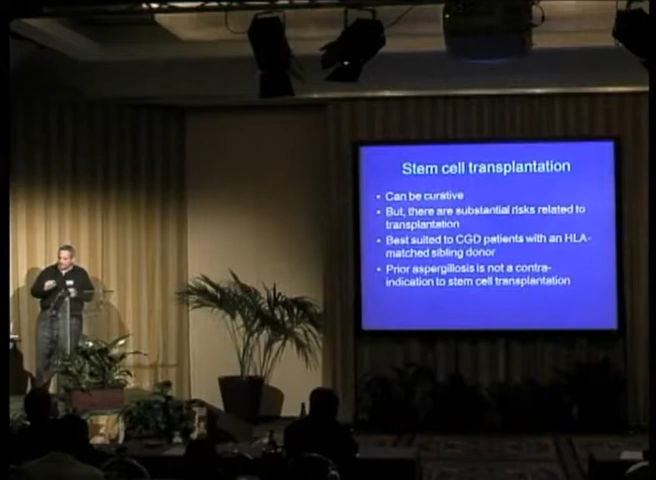 Stem cell transplantation
• Can be curative
• But, there are substantial risks related to
transplantation
• Best suited to CGD patients with an HLA-
matched sibling donor
• Prior aspergillosis is not a contra-
indication to stem cell transplantation